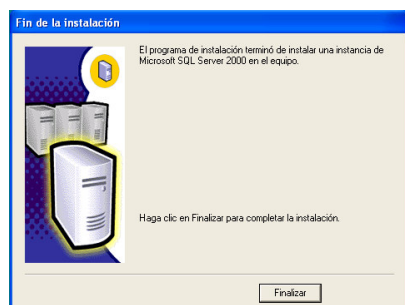 Fin de la instalación
El programa de instalación terminó de instalar una instancia de
Microsoft SQL Server 2000 en el equipo.
Haga clic en Finalizar para completar la instalación.
Finalizar